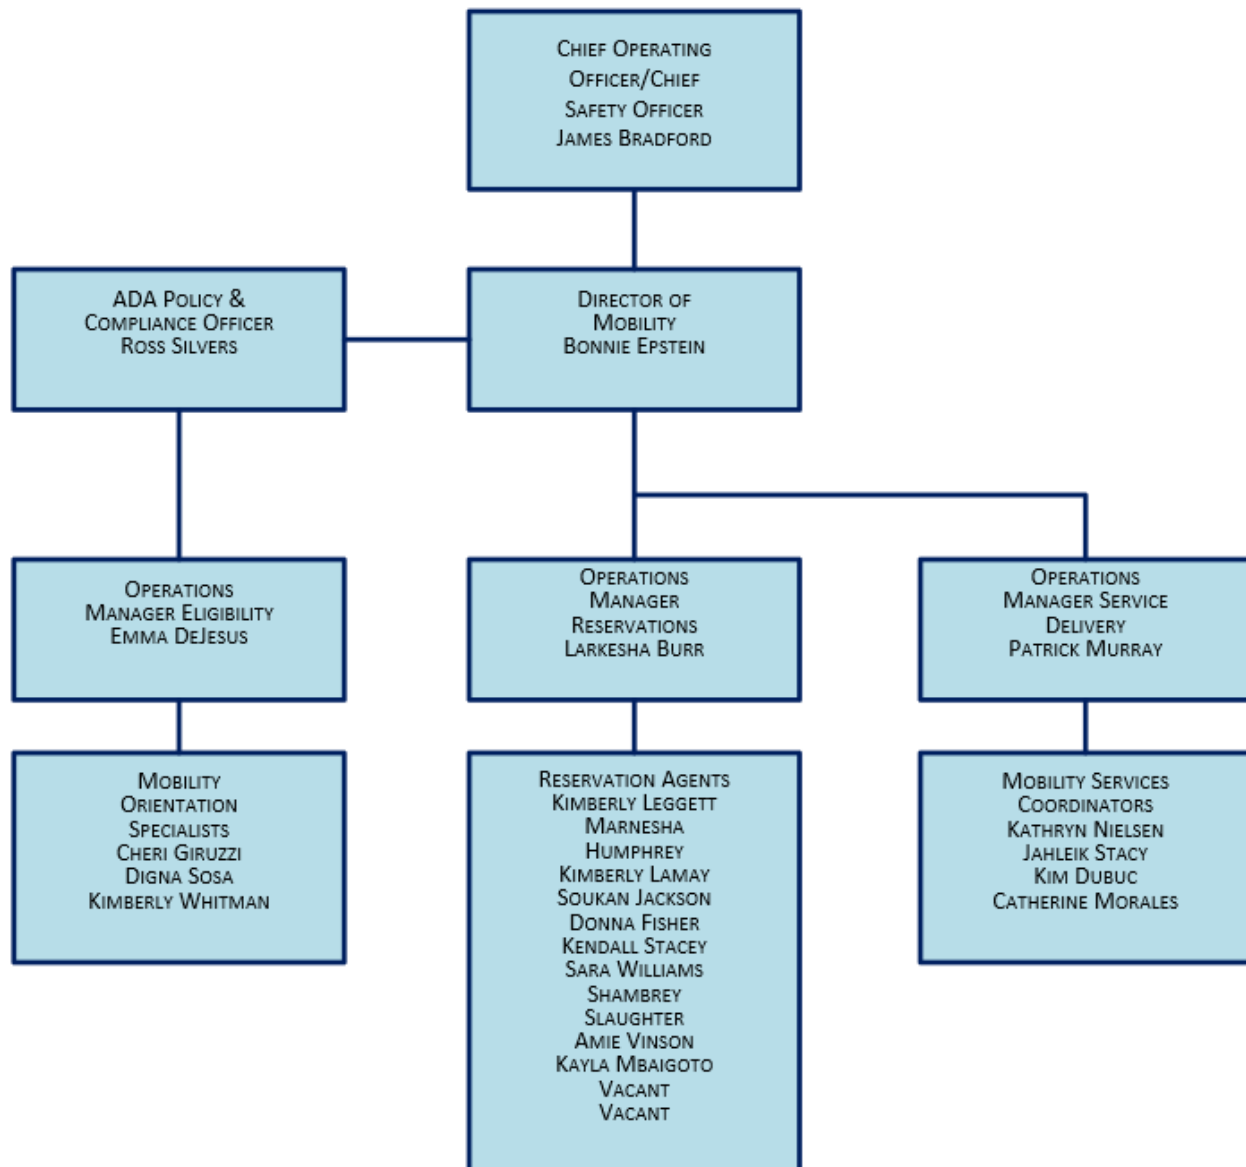 Chief Operating
Officer/Chief
Safety Officer
James Bradford
ADA Policy &
Compliance Officer
Ross Silvers
Director of
Mobility
Bonnie Epstein
Operations
Manager Eligibility
Emma DeJesus
Operations
Manager
Reservations
Larkesha Burr
Operations
Manager Service
Delivery
Patrick Murray
Mobility
Orientation
Specialists
Cheri Giruzzi
Digna Sosa
Kimberly Whitman
Reservation Agents
Kimberly Leggett
Marnesha
Humphrey
Kimberly Lamay
Soukan Jackson
Donna Fisher
Kendall Stacey
Sara Williams
Shambrey
Slaughter
Amie Vinson
Kayla Mbaigoto
Vacant
Vacant
Mobility Services
Coordinators
Kathryn Nielsen
Jahleik Stacy
Kim Dubuc
Catherine Morales